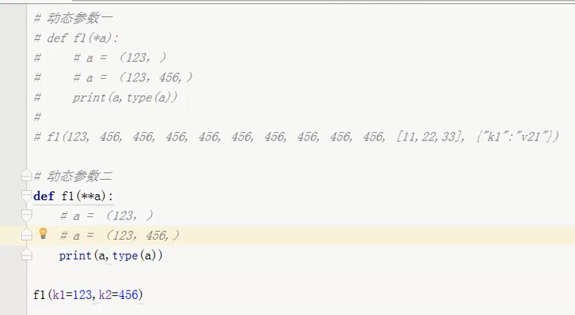 # 动态参数一
# def f1(*a):
#     # a = （123，）
#     # a = （123，456,）
#     print(a,type(a))
#
# f1(123, 456, 456, 456, 456, 456, 456, 456, 456, [11,22,33], {"k1":"v21"})
# 动态参数二
def f1(**a):
    # a = （123，）
    # a = （123，456,）
    print(a,type(a))
f1(k1=123,k2=456)